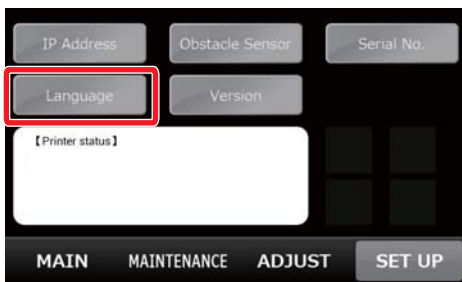 IP Address Obstacle Sensor Serial No.
Language Version
【Printer status】
MAIN MAINTENANCE ADJUST SET UP